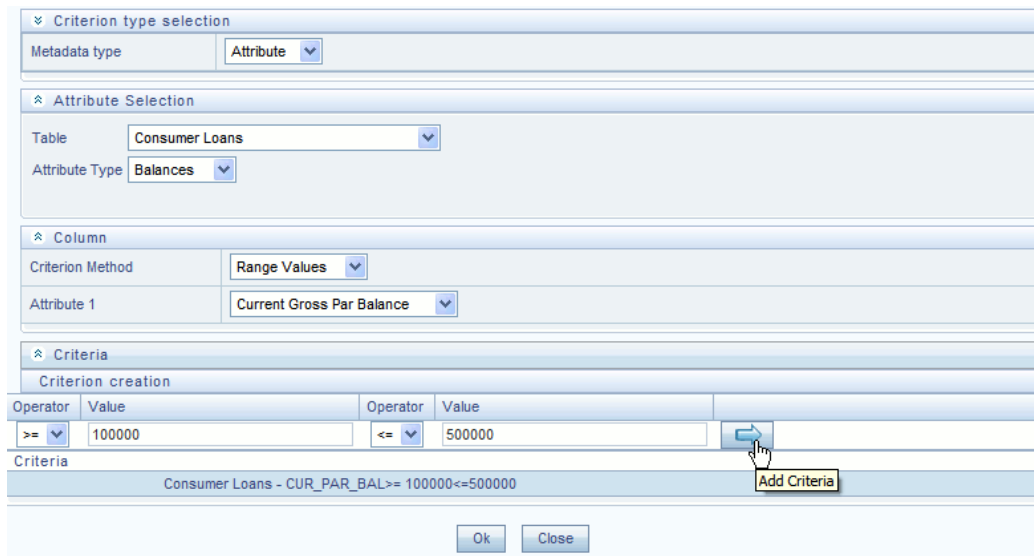 Criterion type selection
Metadata type Attribute
Attribute Selection
Table Consumer Loans
Attribute Type Balances
Column
Criterion Method Range Values
Attribute 1 Current Gross Par Balance
Criteria
Criterion creation
Operator Value Operator Value
>= 100000 <= 500000
Criteria
Add Criteria
Consumer Loans - CUR_PAR_BAL>= 100000<=500000
Ok Close